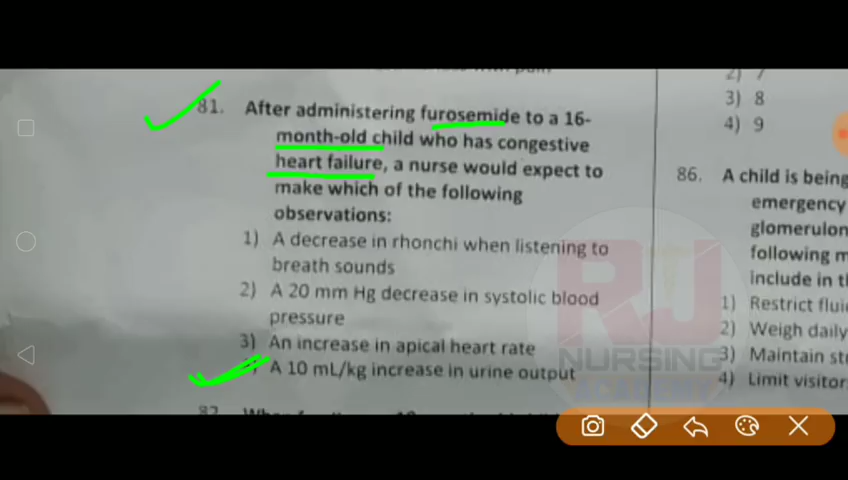 2) 7
3) 8
4) 9
81. After administering furosemide to a 16-
month-old child who has congestive
heart failure, a nurse would expect to
make which of the following
observations:
1) A decrease in rhonchi when listening to
breath sounds
2) A 20 mm Hg decrease in systolic blood
pressure
3) An increase in apical heart rate
A 10 mL/kg increase in urine output
82.
86. A child is being
emergency
glomerulon
following m
include in t
1) Restrict flui
2) Weigh daily
3) Maintain st
4) Limit visitor
RJ
NURSING
ACADEMY